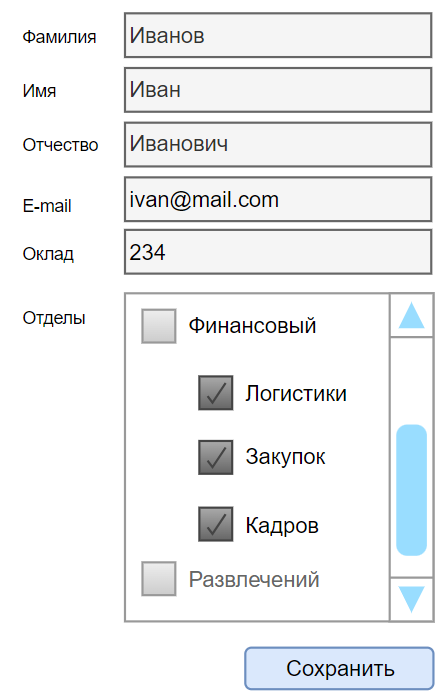 Фамилия Иванов
Имя Иван
Отчество Иванович
E-mail ivan@mail.com
Оклад 234
Отделы Финансовый
Логистики
Закупок
Кадров
Развлечений
Сохранить